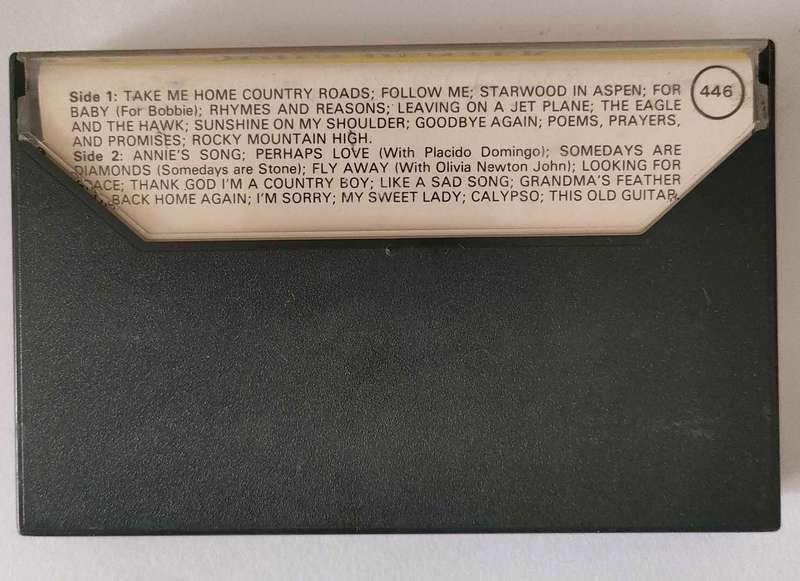 Side 1: TAKE ME HOME COUNTRY ROADS; FOLLOW ME; STARWOOD IN ASPEN; FOR
BABY (For Bobbie); RHYMES AND REASONS; LEAVING ON A JET PLANE; THE EAGLE
AND THE HAWK; SUNSHINE ON MY SHOULDER; GOODBYE AGAIN; POEMS, PRAYERS,
AND PROMISES; ROCKY MOUNTAIN HIGH.
Side 2: ANNIE'S SONG; PERHAPS LOVE (With Placido Domingo); SOMEDAYS ARE
DIAMONDS (Somedays are Stone); FLY AWAY (With Olivia Newton John); LOOKING FOR
THANK GOD I'M A COUNTRY BOY; LIKE A SAD SONG; GRANDMA'S FEATHER
BACK HOME AGAIN; I'M SORRY; MY SWEET LADY; CALYPSO; THIS OLD GUITAR.
446